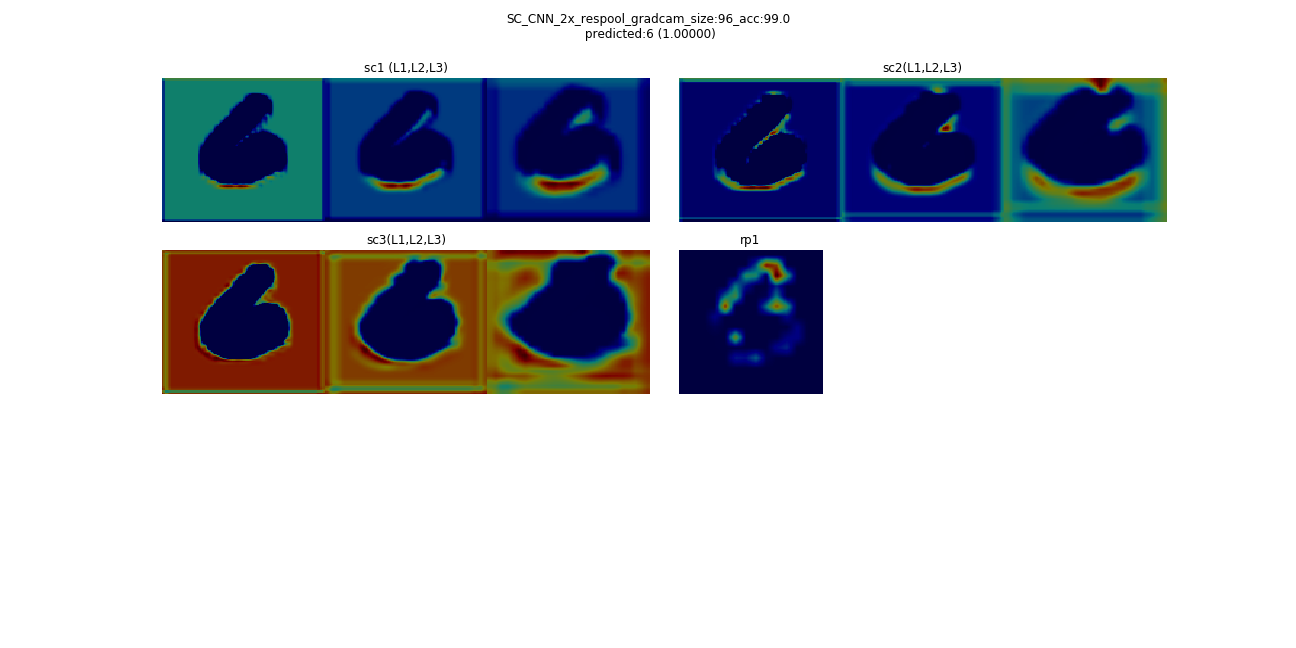 SC_CNN_2x_respool_gradcam_size:96_acc:99.0
predicted:6 (1.00000)
sc1 (L1,L2,L3)
sc2(L1,L2,L3)
sc3(L1,L2,L3)
rp1